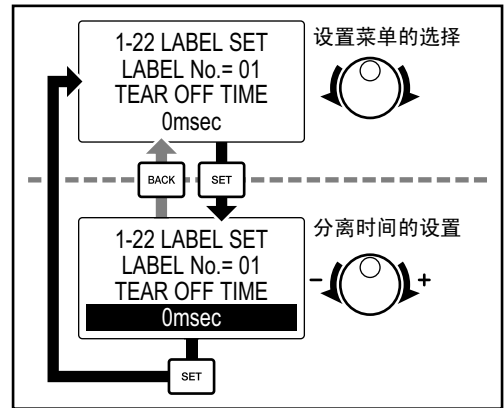 1-22 LABEL SET
LABEL No.= 01
TEAR OFF TIME
0msec
设置菜单的选择
BACK
SET
1-22 LABEL SET
LABEL No.= 01
TEAR OFF TIME
0msec
分离时间的设置
- +
SET